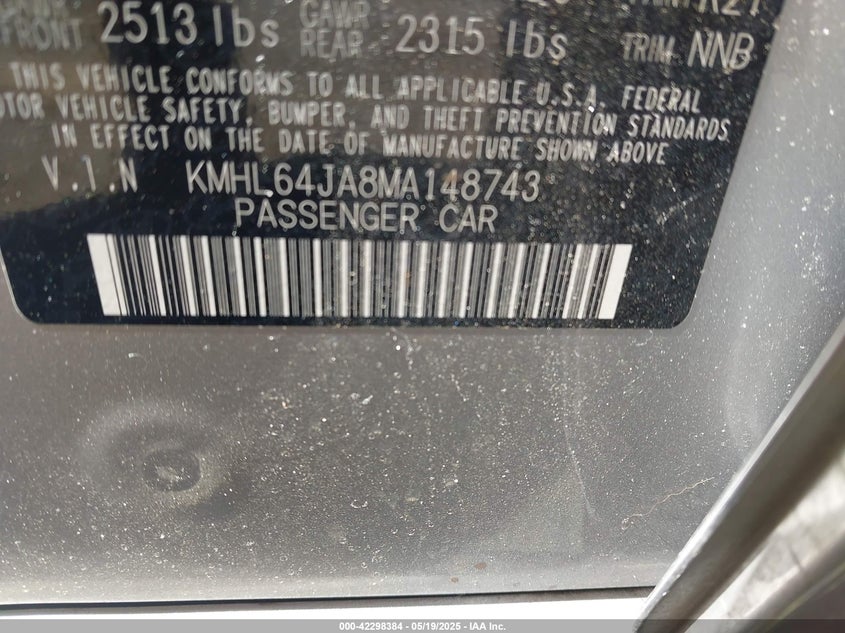 FRONT 2513 lbs GAWR REAR 2315 lbs TRIM NNB
THIS VEHICLE CONFORMS TO ALL APPLICABLE U.S.A. FEDERAL
MOTOR VEHICLE SAFETY, BUMPER, AND THEFT PREVENTION STANDARDS
IN EFFECT ON THE DATE OF MANUFACTURE SHOWN ABOVE
V.I.N KMHL64JA8MA148743
PASSENGER CAR
000-42298384 - 05/19/2025 - IAA Inc.